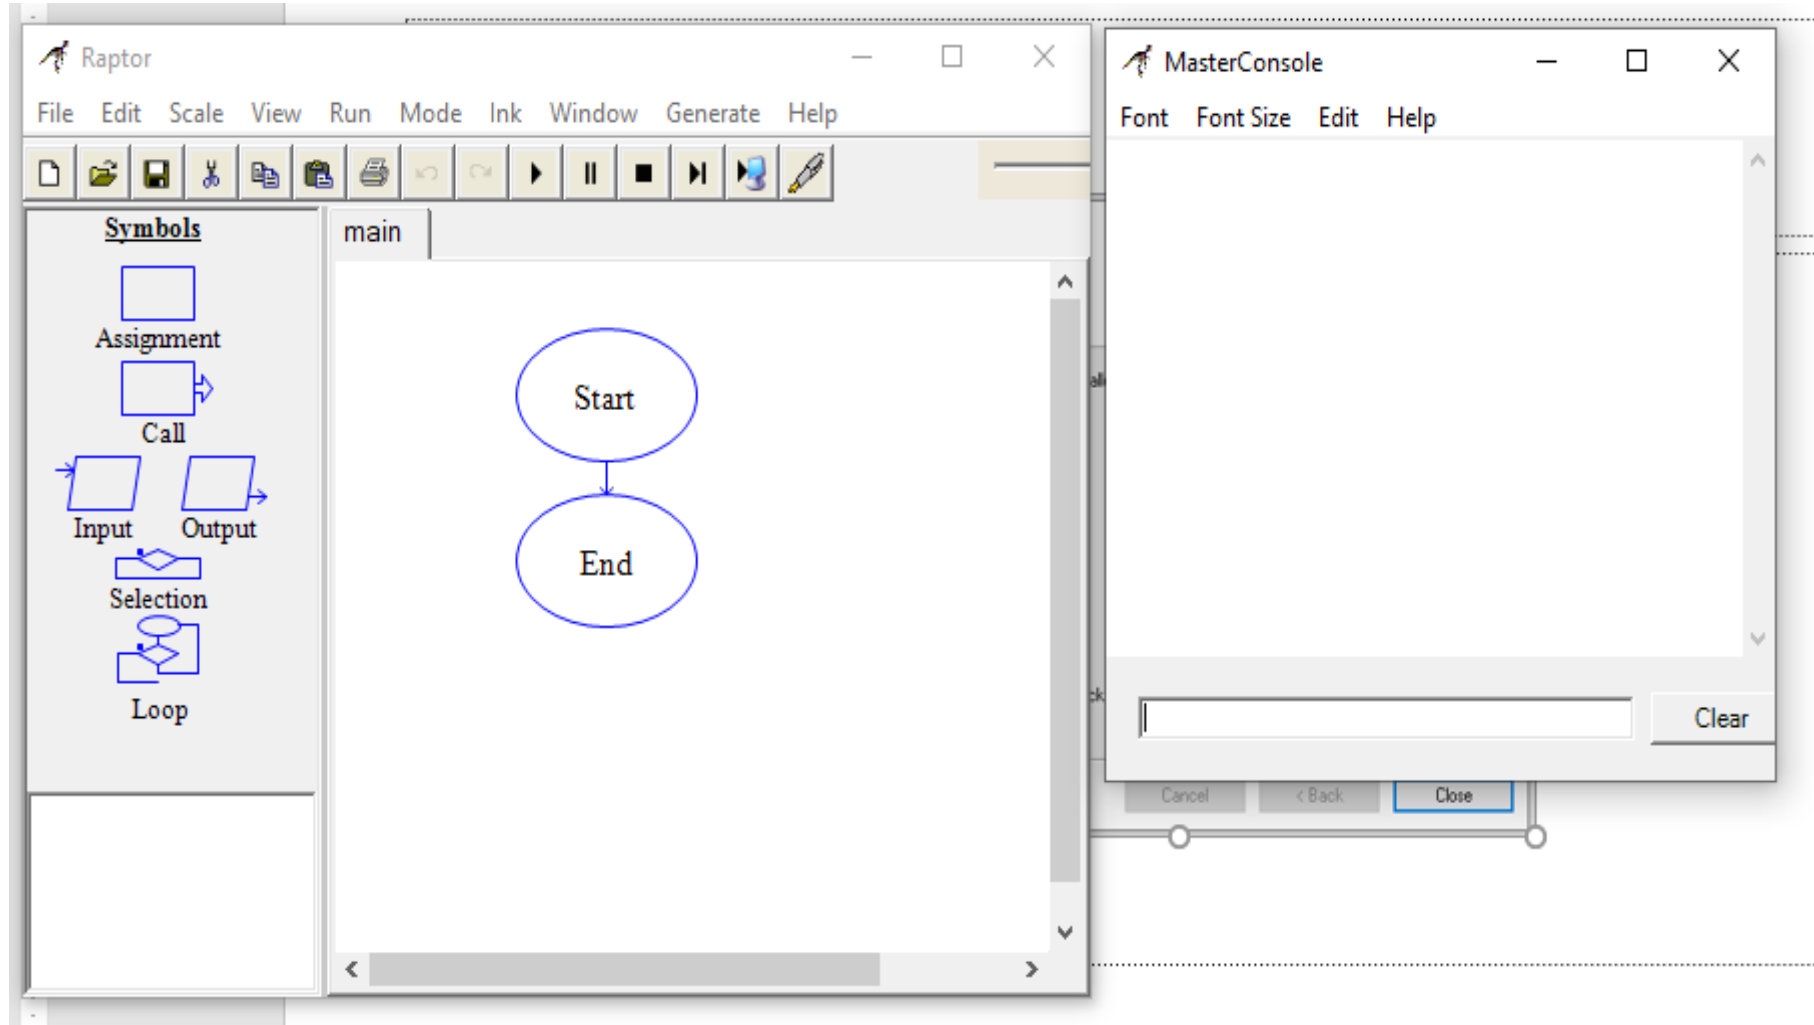 Raptor
File Edit Scale View Run Mode Ink Window Generate Help
Symbols
Assignment
Call
Input Output
Selection
Loop
main
Start
End
MasterConsole
Font Font Size Edit Help
Clear
Cancel < Back Close